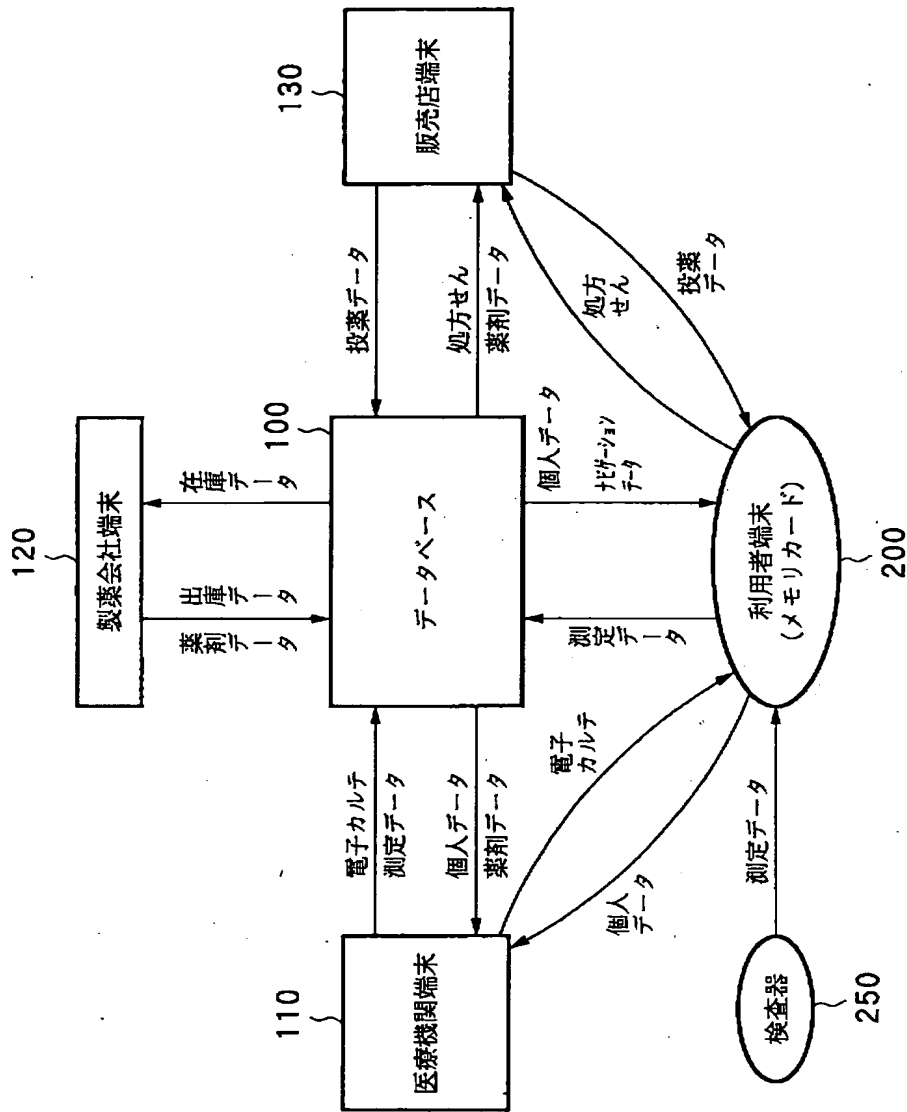 120
製薬会社端末
薬剤
データ
出庫
データ
在庫
データ
110
医療機関端末
電子カルテ
測定データ
個人データ
薬剤データ
100
データベース
投薬データ
処方せん
薬剤データ
130
販売店端末
電子
カルテ
個人
データ
測定
データ
個人データ
ナビゲーション
データ
処方
せん
投薬
データ
検査器
250
測定データ
利用者端末
(メモリカード)
200